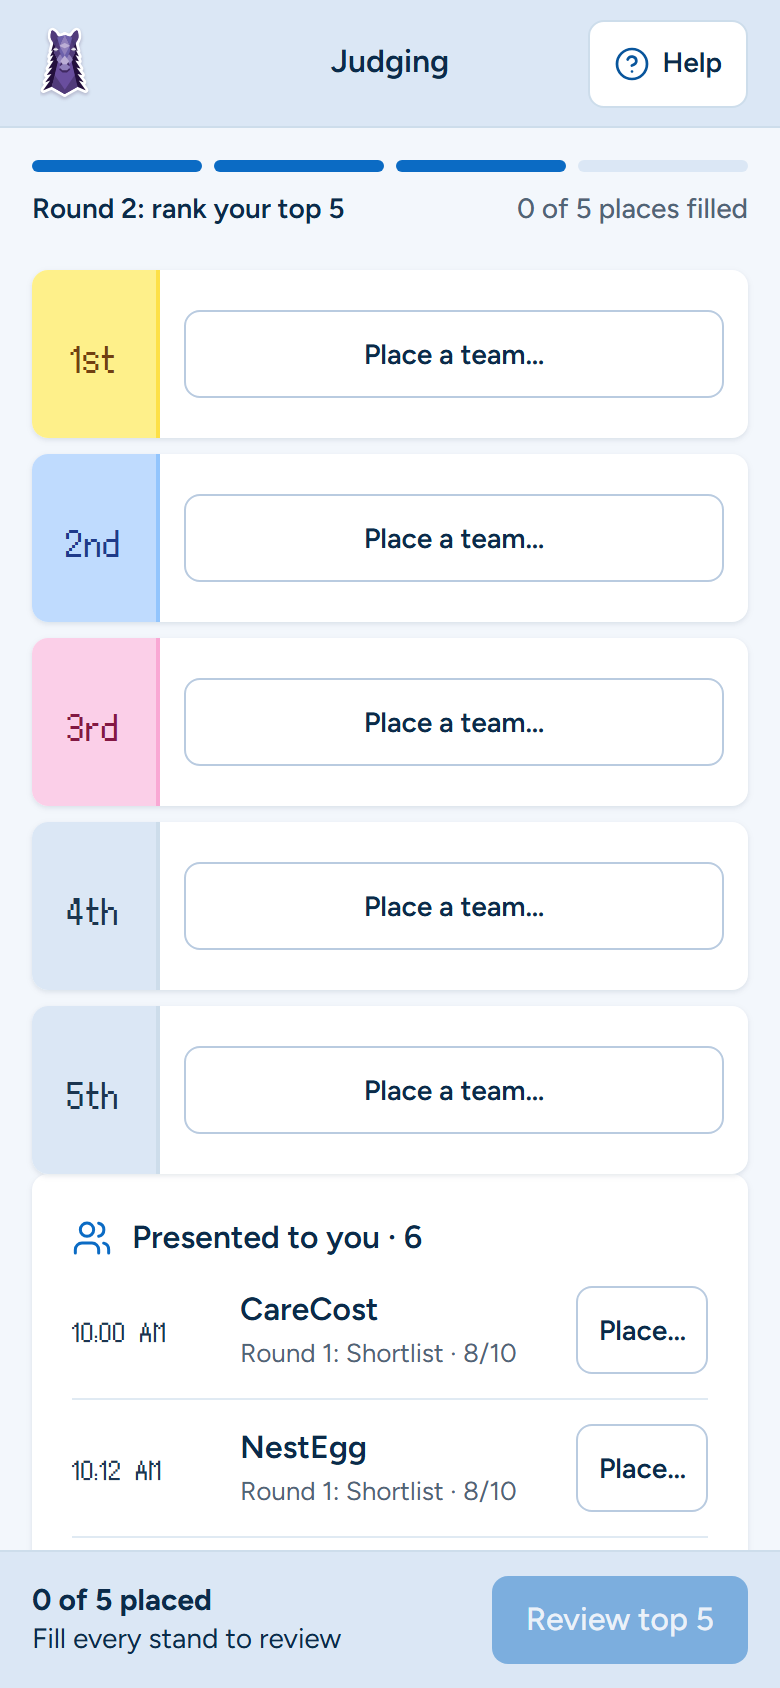 Judging
Help
Round 2: rank your top 5
0 of 5 places filled
1st
Place a team...
2nd
Place a team...
3rd
Place a team...
4th
Place a team...
5th
Place a team...
Presented to you · 6
10:00 AM
CareCost
Round 1: Shortlist · 8/10
Place...
10:12 AM
NestEgg
Round 1: Shortlist · 8/10
Place...
0 of 5 placed
Fill every stand to review
Review top 5